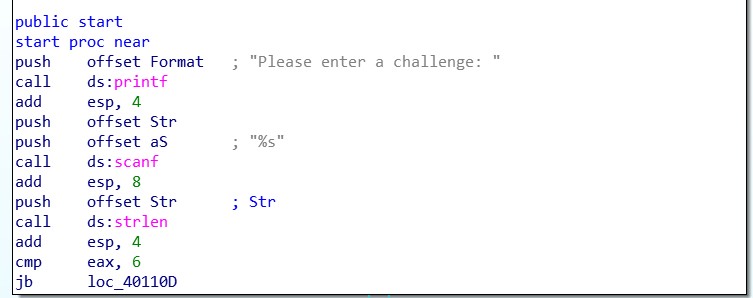 public start
start proc near
push offset Format ; "Please enter a challenge: "
call ds:printf
add esp, 4
push offset Str
push offset aS ; "%s"
call ds:scanf
add esp, 8
push offset Str ; Str
call ds:strlen
add esp, 4
cmp eax, 6
jb loc_40110D